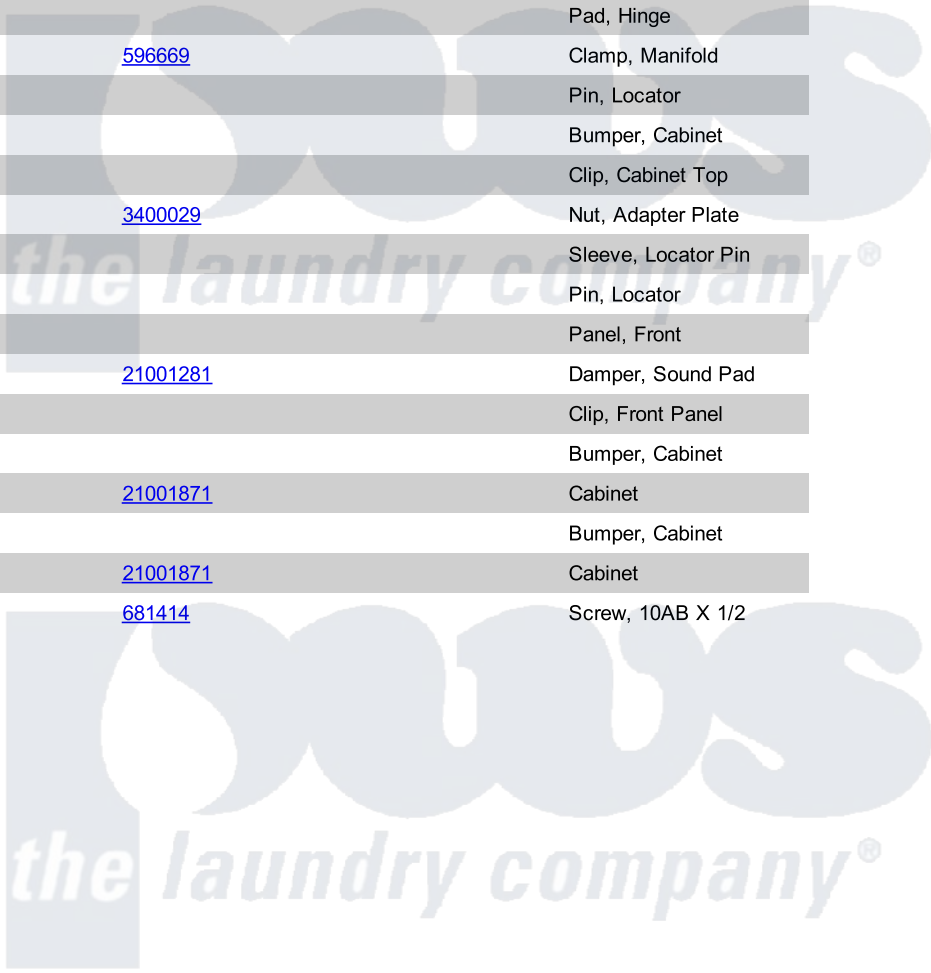 Pad, Hinge
596669 Clamp, Manifold
Pin, Locator
Bumper, Cabinet
Clip, Cabinet Top
3400029 Nut, Adapter Plate
Sleeve, Locator Pin
the laundry company®
Pin, Locator
Panel, Front
21001281 Damper, Sound Pad
Clip, Front Panel
Bumper, Cabinet
21001871 Cabinet
Bumper, Cabinet
21001871 Cabinet
681414 Screw, 10AB X 1/2
pws
the laundry company®